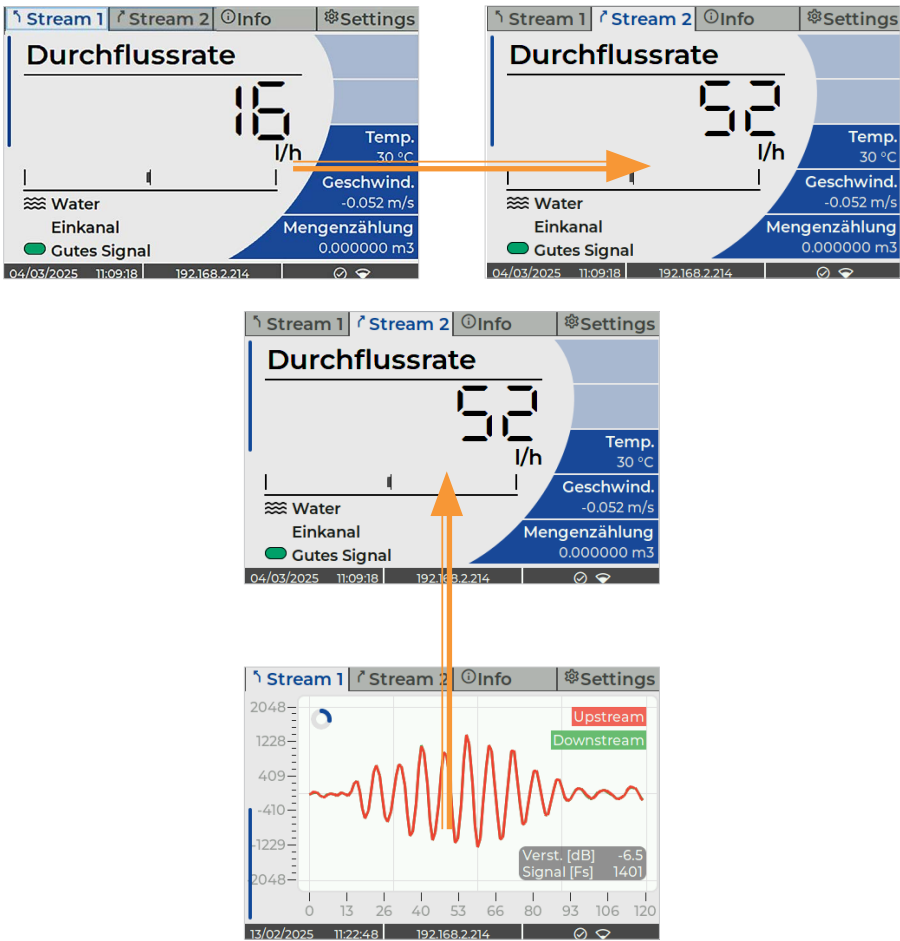 Stream 1 Stream 2 Info Settings
Durchflussrate
16
l/h
Temp.
30 °C
Geschwind.
-0.052 m/s
Mengenzählung
0.000000 m3
Water
Einkanal
Gutes Signal
04/03/2025 11:09:18 192.168.2.214
Stream 1 Stream 2 Info Settings
Durchflussrate
52
l/h
Temp.
30 °C
Geschwind.
-0.052 m/s
Mengenzählung
0.000000 m3
Water
Einkanal
Gutes Signal
04/03/2025 11:09:18 192.168.2.214
Stream 1 Stream 2 Info Settings
Durchflussrate
52
l/h
Temp.
30 °C
Geschwind.
-0.052 m/s
Mengenzählung
0.000000 m3
Water
Einkanal
Gutes Signal
04/03/2025 11:09:18 192.168.2.214
Stream 1 Stream 2 Info Settings
2048
1228
409
-410
-1229
-2048
Upstream
Downstream
Verst. [dB] -6.5
Signal [Fs] 1401
0 13 26 40 53 66 80 93 106 120
13/02/2025 11:22:48 192.168.2.214